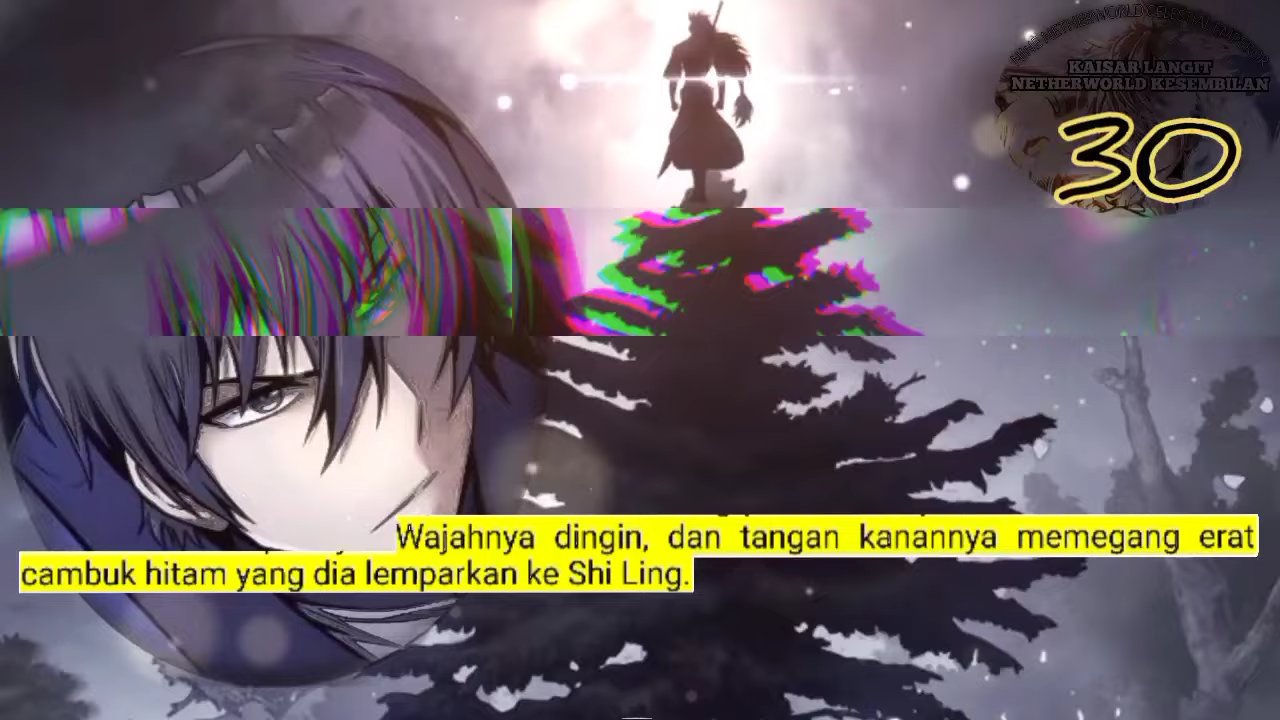 KAISAR LANGIT
NETHERWORLD KESEMBILAN
30
Wajahnya dingin, dan tangan kanannya memegang erat
cambuk hitam yang dia lemparkan ke Shi Ling.